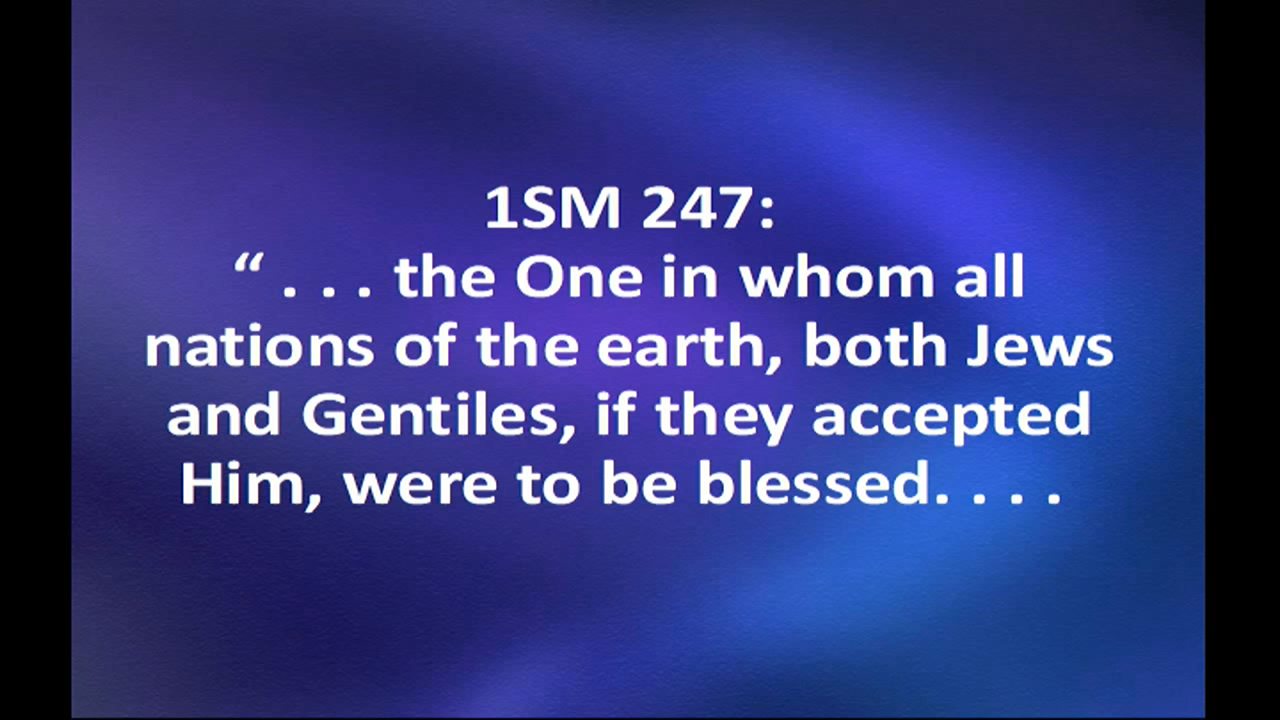 1SM 247:
“ . . . the One in whom all
nations of the earth, both Jews
and Gentiles, if they accepted
Him, were to be blessed. . . .